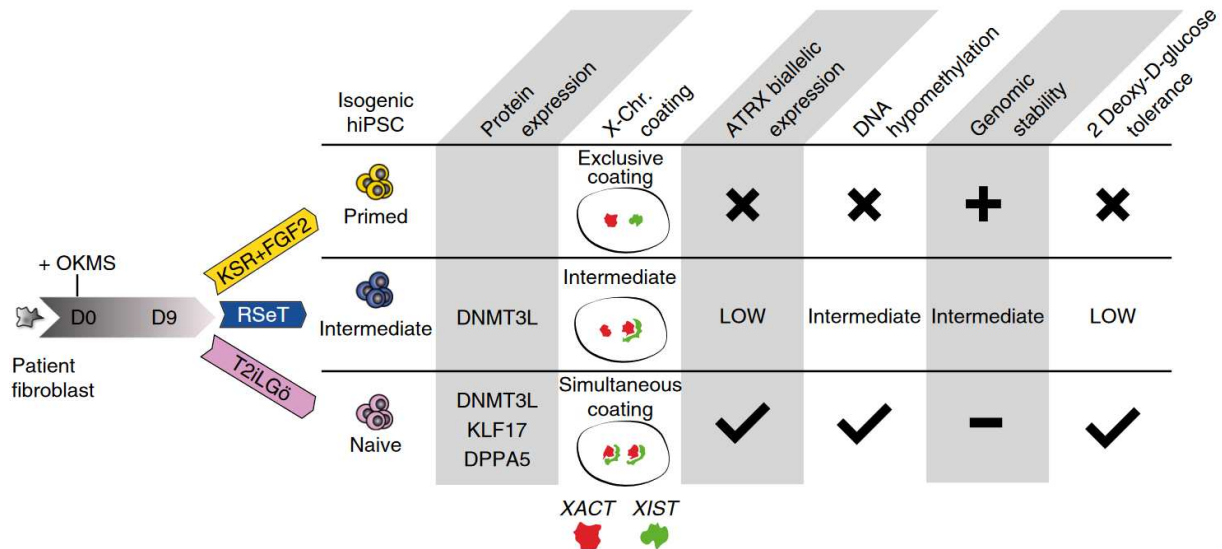 Isogenic
hiPSC
Protein
expression
X-Chr.
coating
ATRX biallelic
expression
DNA
hypomethylation
Genomic
stability
2 Deoxy-D-glucose
tolerance
+ OKMS
D0
D9
Patient
fibroblast
KSR+FGF2
RSeT
T2iLGö
Primed
Exclusive
coating
Intermediate
DNMT3L
Intermediate
LOW
Intermediate
Intermediate
LOW
Naive
DNMT3L
KLF17
DPPA5
Simultaneous
coating
XACT
XIST